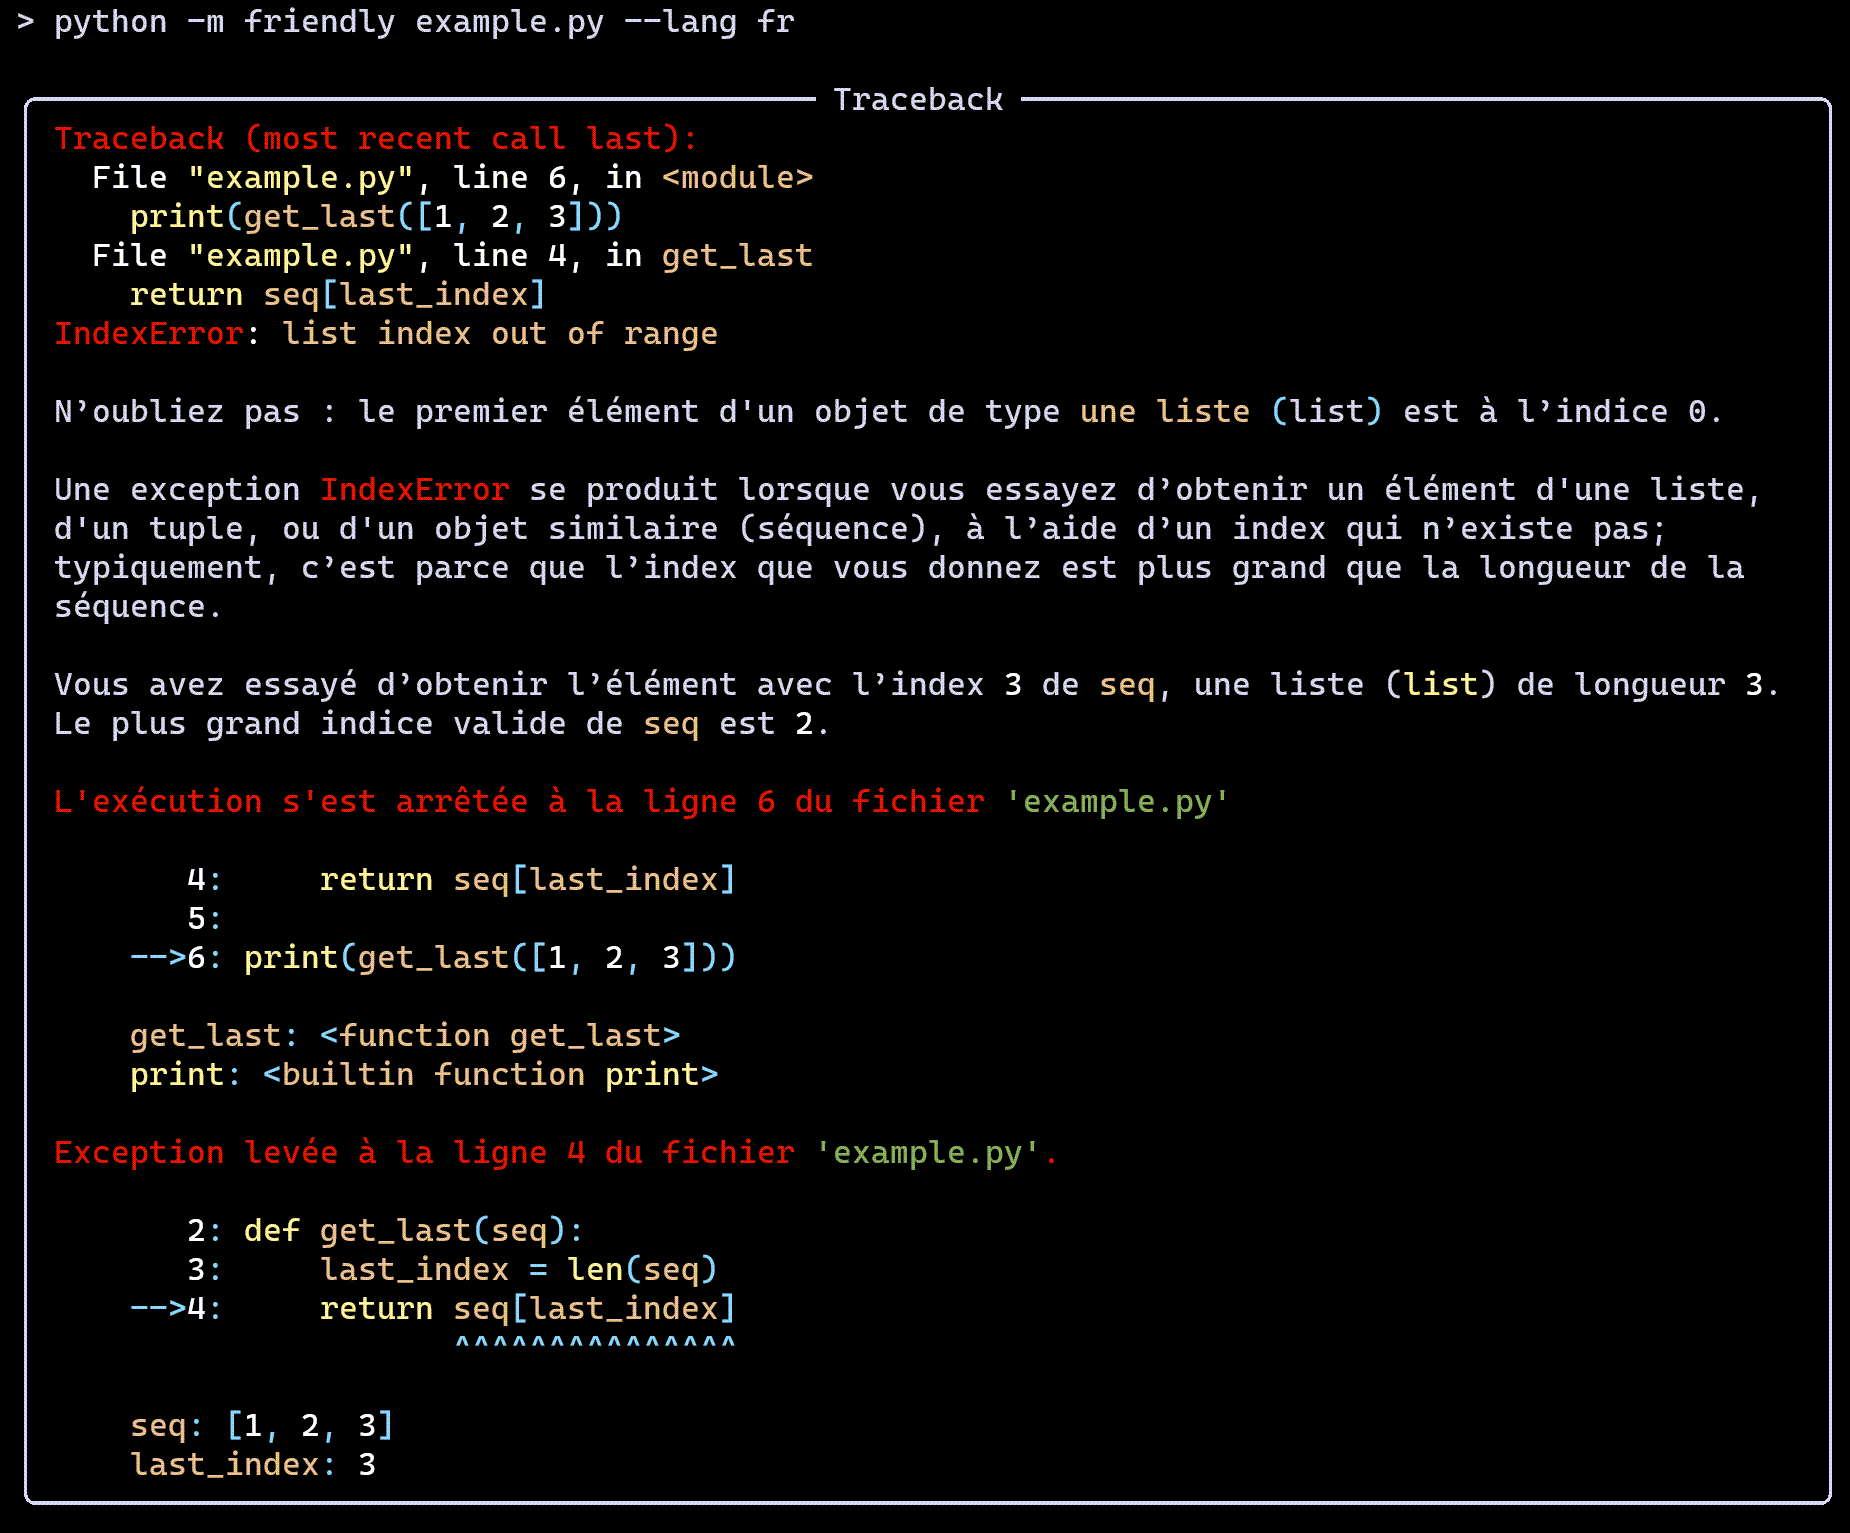 > python -m friendly example.py --lang fr
Traceback
Traceback (most recent call last):
  File "example.py", line 6, in <module>
    print(get_last([1, 2, 3]))
  File "example.py", line 4, in get_last
    return seq[last_index]
IndexError: list index out of range
N’oubliez pas : le premier élément d'un objet de type une liste (list) est à l’indice 0.
Une exception IndexError se produit lorsque vous essayez d’obtenir un élément d'une liste,
d'un tuple, ou d'un objet similaire (séquence), à l’aide d’un index qui n’existe pas;
typiquement, c’est parce que l’index que vous donnez est plus grand que la longueur de la
séquence.
Vous avez essayé d’obtenir l’élément avec l’index 3 de seq, une liste (list) de longueur 3.
Le plus grand indice valide de seq est 2.
L'exécution s'est arrêtée à la ligne 6 du fichier 'example.py'
       4:     return seq[last_index]
       5:
    -->6: print(get_last([1, 2, 3]))
    get_last: <function get_last>
    print: <builtin function print>
Exception levée à la ligne 4 du fichier 'example.py'.
       2: def get_last(seq):
       3:     last_index = len(seq)
    -->4:     return seq[last_index]
                     ^^^^^^^^^^^^^^^
    seq: [1, 2, 3]
    last_index: 3